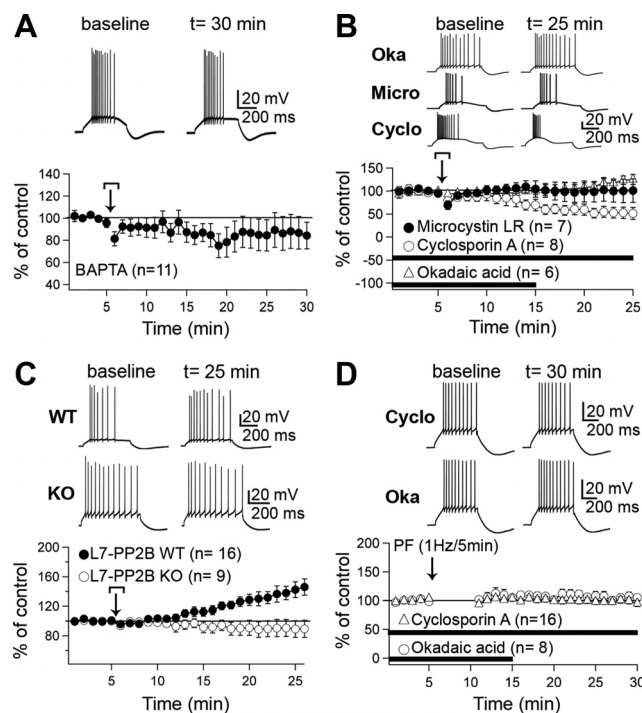 A
baseline
t= 30 min
20 mV
200 ms
% of control
140
120
100
80
60
40
BAPTA (n=11)
5
10
15
20
25
30
Time (min)
B
baseline
t= 25 min
Oka
Micro
Cyclo
20 mV
200 ms
% of control
150
100
50
0
-50
-100
Microcystin LR (n= 7)
Cyclosporin A (n= 8)
Okadaic acid (n= 6)
5
10
15
20
25
Time (min)
C
baseline
t= 25 min
WT
20 mV
200 ms
KO
20 mV
200 ms
% of control
200
160
120
80
L7-PP2B WT (n= 16)
L7-PP2B KO (n= 9)
5
10
15
20
25
Time (min)
D
baseline
t= 30 min
Cyclo
20 mV
200 ms
Oka
20 mV
200 ms
PF (1Hz/5min)
% of control
200
150
100
50
0
Cyclosporin A (n=16)
Okadaic acid (n= 8)
5
10
15
20
25
30
Time (min)